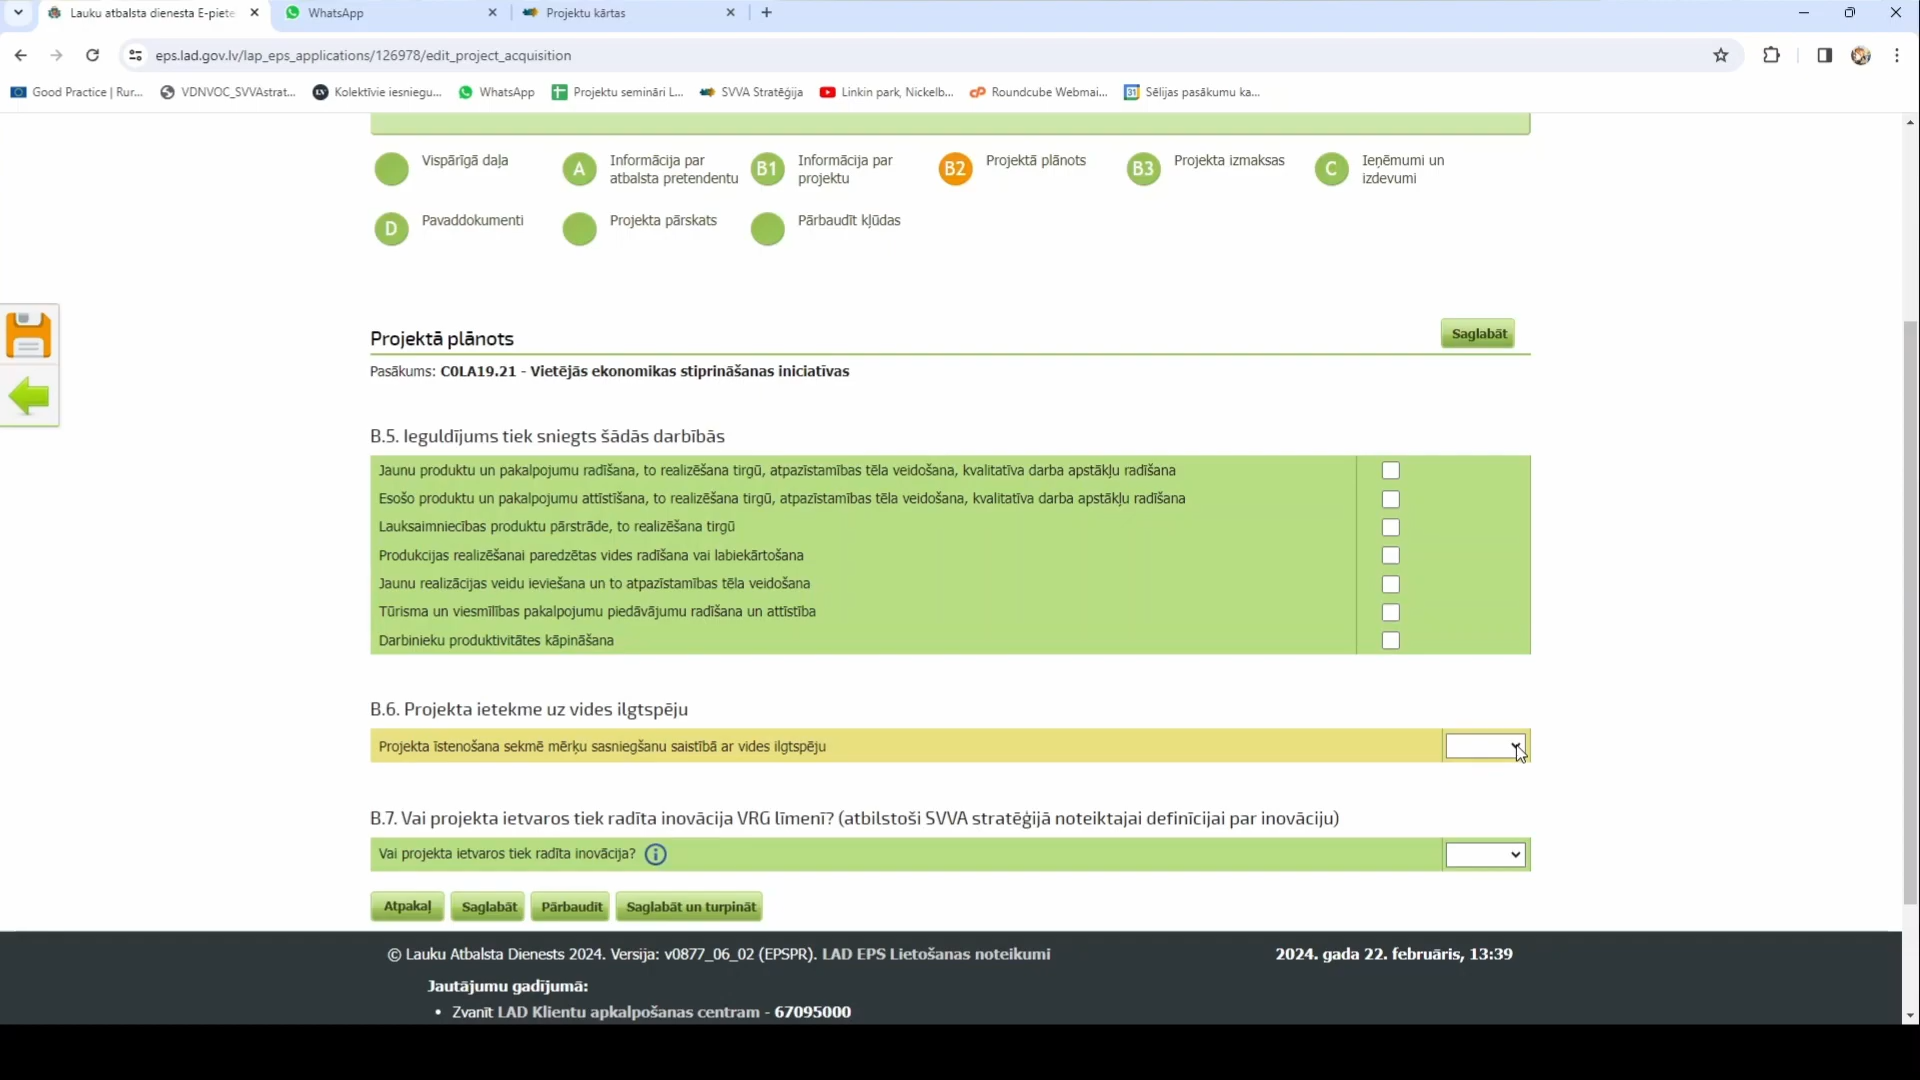 Lauku atbalsta dienesta E-piete
WhatsApp
Projektu kārtas
eps.lad.gov.lv/lap_eps_applications/126978/edit_project_acquisition
Good Practice | Rur...
VDNVOC_SVVAstrat...
Kolektīvie iesniegu...
WhatsApp
Projektu semināri L...
SVVA Stratēģija
Linkin park, Nickelb...
Roundcube Webmai...
Sēlijas pasākumu ka...
Vispārīgā daļa
A Informācija par atbalsta pretendentu
B1 Informācija par projektu
B2 Projektā plānots
B3 Projekta izmaksas
C Ieņēmumi un izdevumi
D Pavaddokumenti
Projekta pārskats
Pārbaudīt kļūdas
Projektā plānots
Saglabāt
Pasākums: C0LA19.21 - Vietējās ekonomikas stiprināšanas iniciatīvas
B.5. Ieguldījums tiek sniegts šādās darbībās
Jaunu produktu un pakalpojumu radīšana, to realizēšana tirgū, atpazīstamības tēla veidošana, kvalitatīva darba apstākļu radīšana
Esošo produktu un pakalpojumu attīstīšana, to realizēšana tirgū, atpazīstamības tēla veidošana, kvalitatīva darba apstākļu radīšana
Lauksaimniecības produktu pārstrāde, to realizēšana tirgū
Produkcijas realizēšanai paredzētas vides radīšana vai labiekārtošana
Jaunu realizācijas veidu ieviešana un to atpazīstamības tēla veidošana
Tūrisma un viesmīlības pakalpojumu piedāvājumu radīšana un attīstība
Darbinieku produktivitātes kāpināšana
B.6. Projekta ietekme uz vides ilgtspēju
Projekta īstenošana sekmē mērķu sasniegšanu saistībā ar vides ilgtspēju
B.7. Vai projekta ietvaros tiek radīta inovācija VRG līmenī? (atbilstoši SVVA stratēģijā noteiktajai definīcijai par inovāciju)
Vai projekta ietvaros tiek radīta inovācija?
Atpakaļ
Saglabāt
Pārbaudīt
Saglabāt un turpināt
© Lauku Atbalsta Dienests 2024. Versija: v0877_06_02 (EPSPR). LAD EPS Lietošanas noteikumi
2024. gada 22. februāris, 13:39
Jautājumu gadījumā:
• Zvanīt LAD Klientu apkalpošanas centram - 67095000